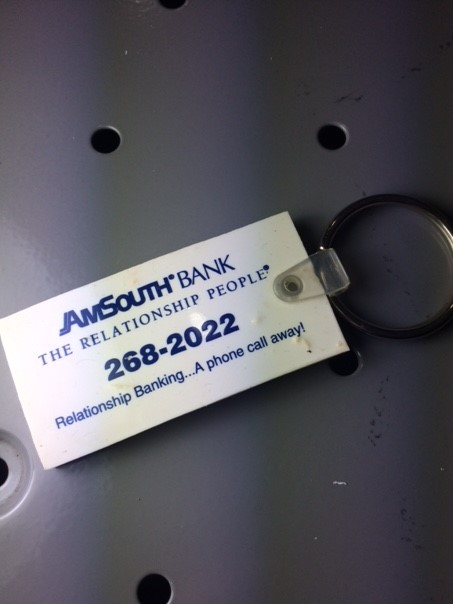 AMSOUTH® BANK
THE RELATIONSHIP PEOPLE®
268-2022
Relationship Banking...A phone call away!